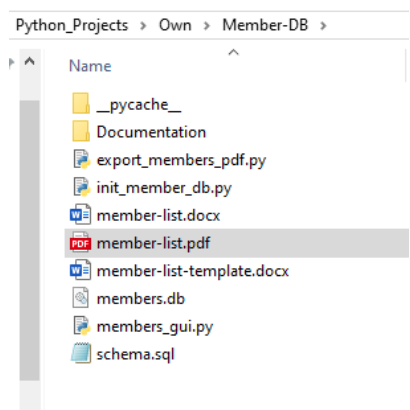 Python_Projects > Own > Member-DB >
Name
__pycache__
Documentation
export_members_pdf.py
init_member_db.py
member-list.docx
PDF member-list.pdf
member-list-template.docx
members.db
members_gui.py
schema.sql